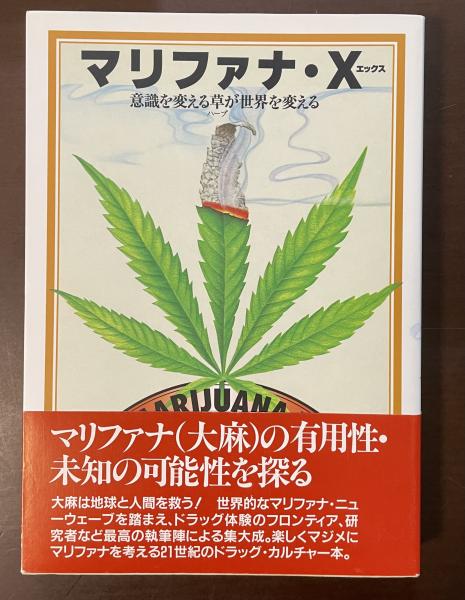 マリファナ・X
エックス
意識を変える草が世界を変える
ハーブ
MARIJUANA
マリファナ(大麻)の有用性・
未知の可能性を探る
大麻は地球と人間を救う! 世界的なマリファナ・ニュ
ーウェーブを踏まえ、ドラッグ体験のフロンティア、研
究者など最高の執筆陣による集大成。楽しくマジメに
マリファナを考える21世紀のドラッグ・カルチャー本。